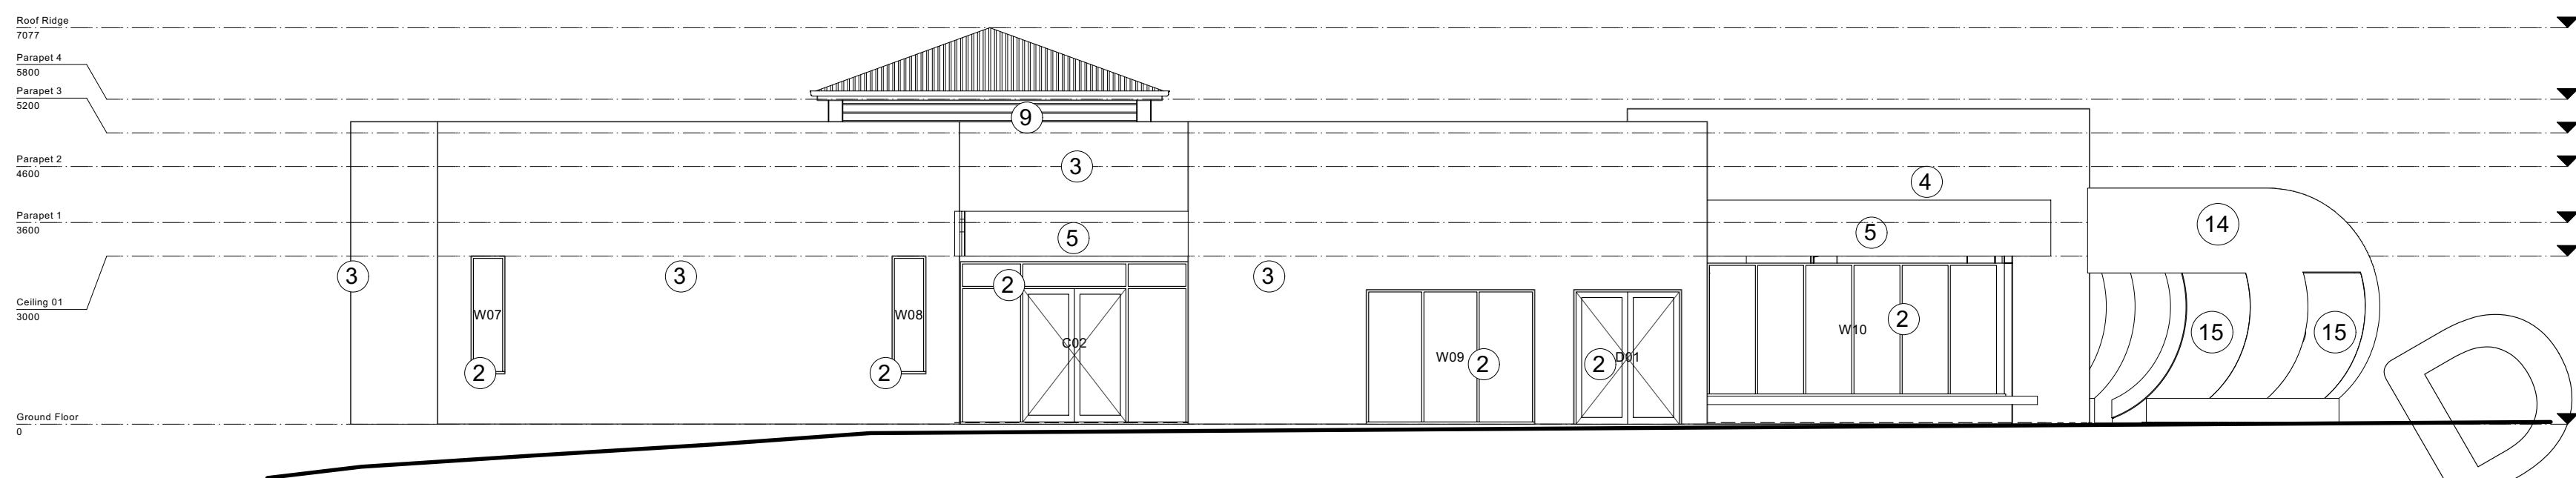 Roof Ridge
7077
Parapet 4
5800
Parapet 3
5200
Parapet 2
4600
Parapet 1
3600
Ceiling 01
3000
Ground Floor
0
9
3
4
14
5
5
3
3
3
2
W07
W08
2
W10
15
15
C02
W09
2
2
D01
2
2
D